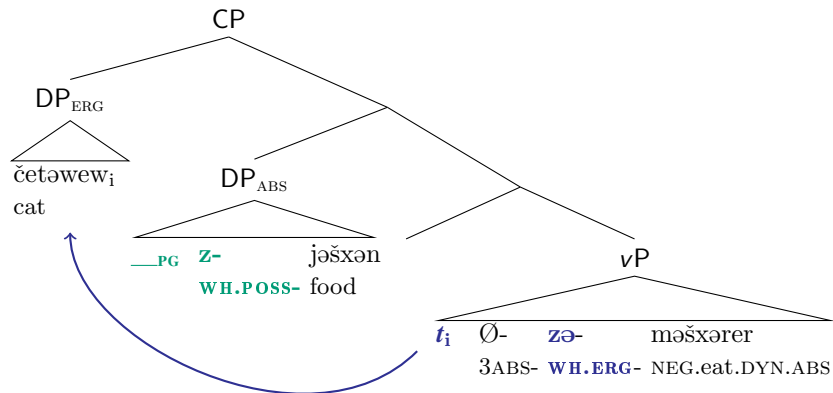 CP
DP_ERG
četəwew_i
cat
DP_ABS
__PG z- jəšxən
WH.POSS- food
vP
t_i Ø- zə- məšxərer
3ABS- WH.ERG- NEG.eat.DYN.ABS